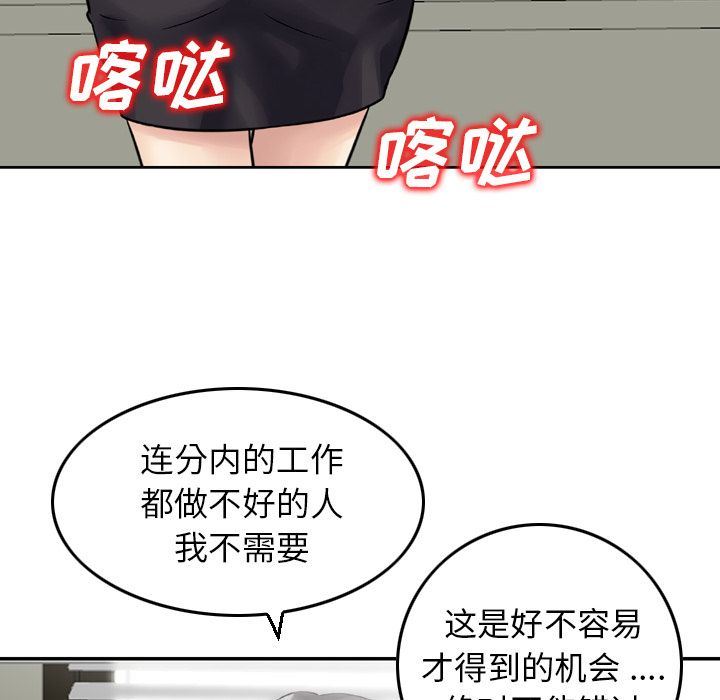 喀哒
喀哒
连分内的工作
都做不好的人
我不需要
这是好不容易
才得到的机会 ....